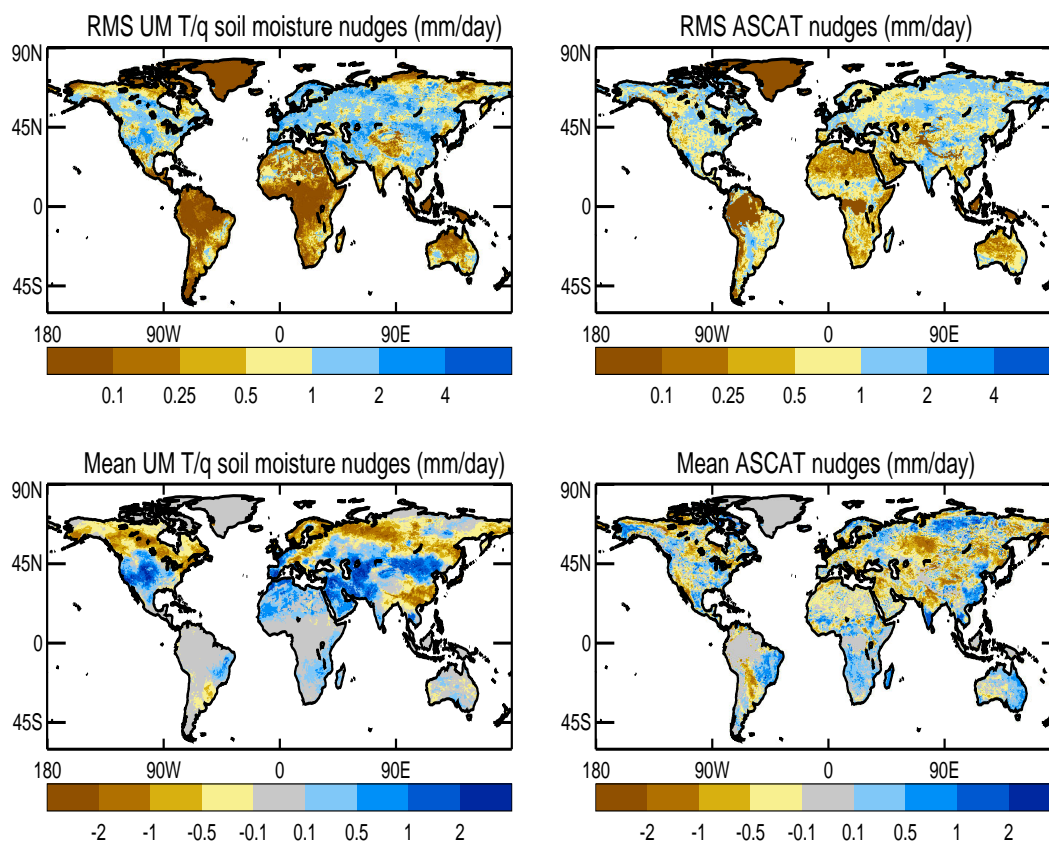 RMS UM T/q soil moisture nudges (mm/day)
90N
45N
0
45S
180 90W 0 90E
0.1 0.25 0.5 1 2 4
RMS ASCAT nudges (mm/day)
90N
45N
0
45S
180 90W 0 90E
0.1 0.25 0.5 1 2 4
Mean UM T/q soil moisture nudges (mm/day)
90N
45N
0
45S
180 90W 0 90E
-2 -1 -0.5 -0.1 0.1 0.5 1 2
Mean ASCAT nudges (mm/day)
90N
45N
0
45S
180 90W 0 90E
-2 -1 -0.5 -0.1 0.1 0.5 1 2